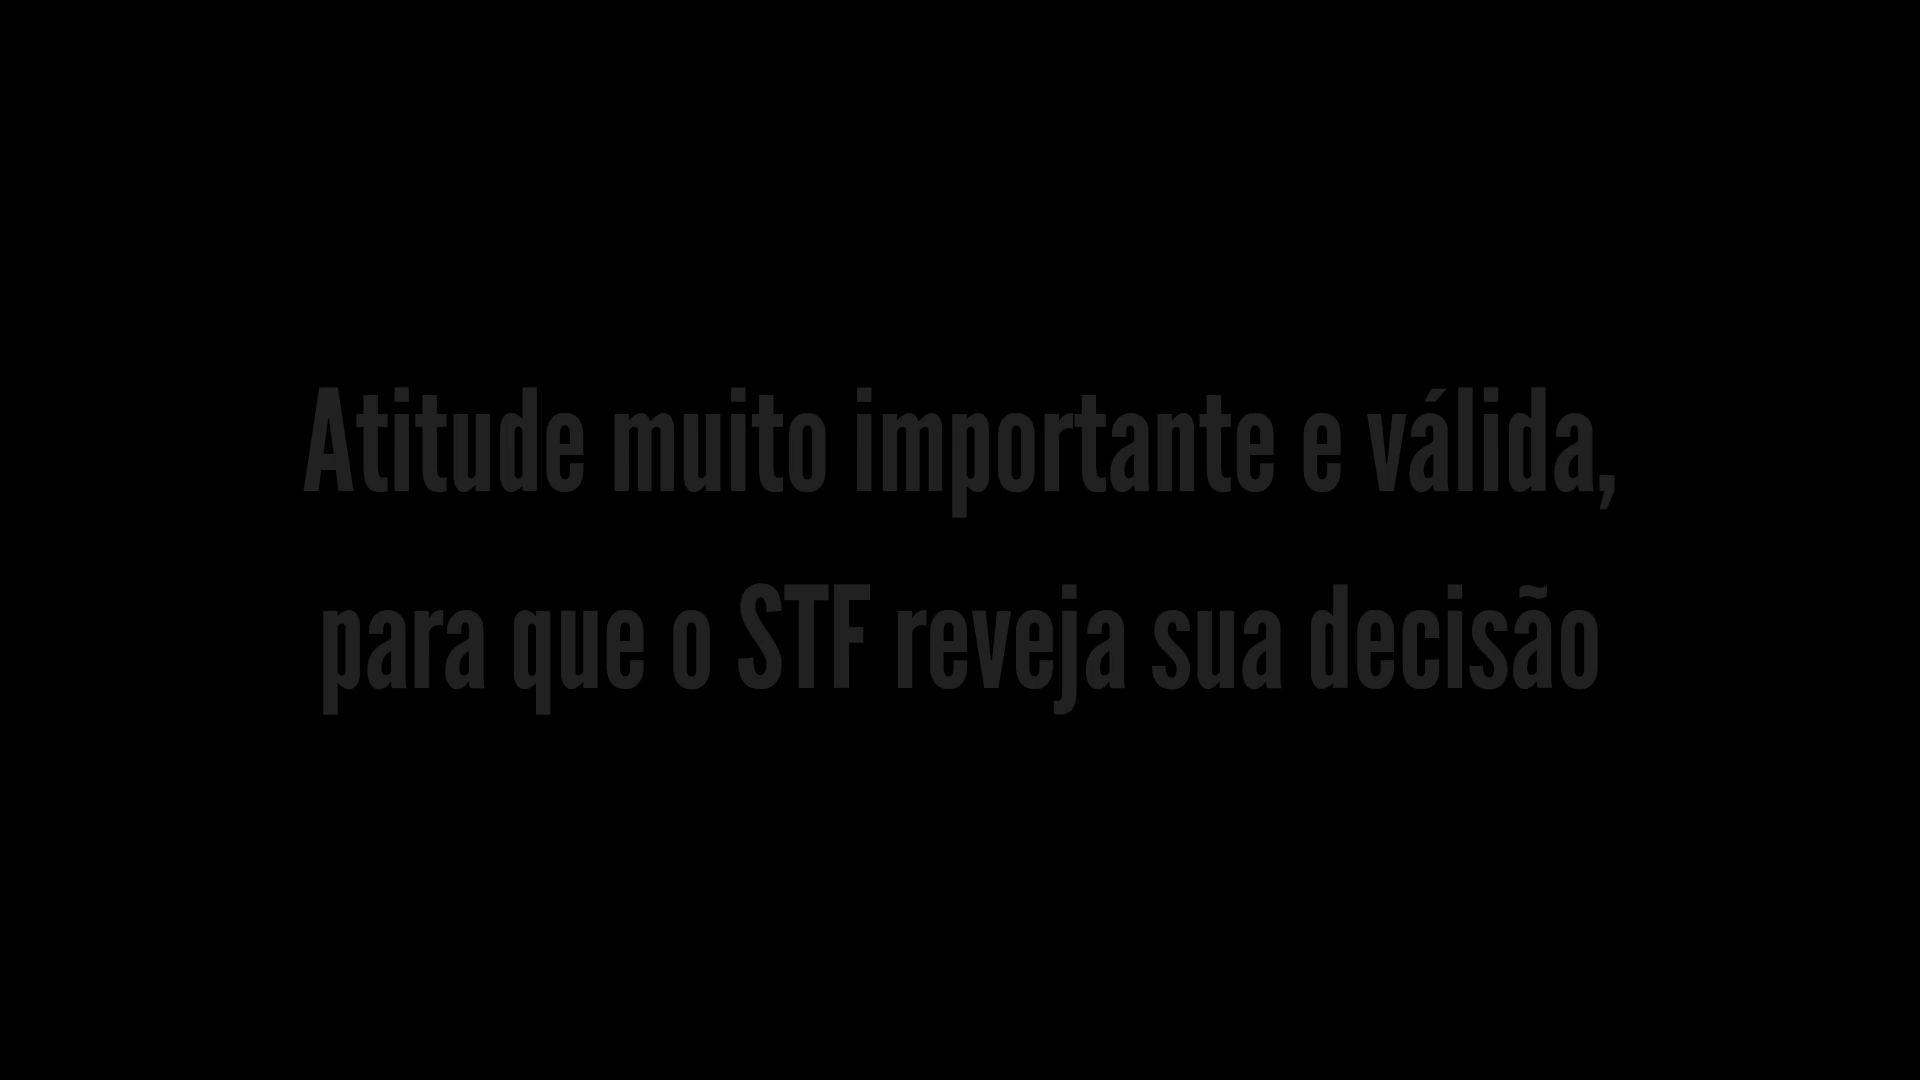 Atitude muito importante e válida,
para que o STF reveja sua decisão